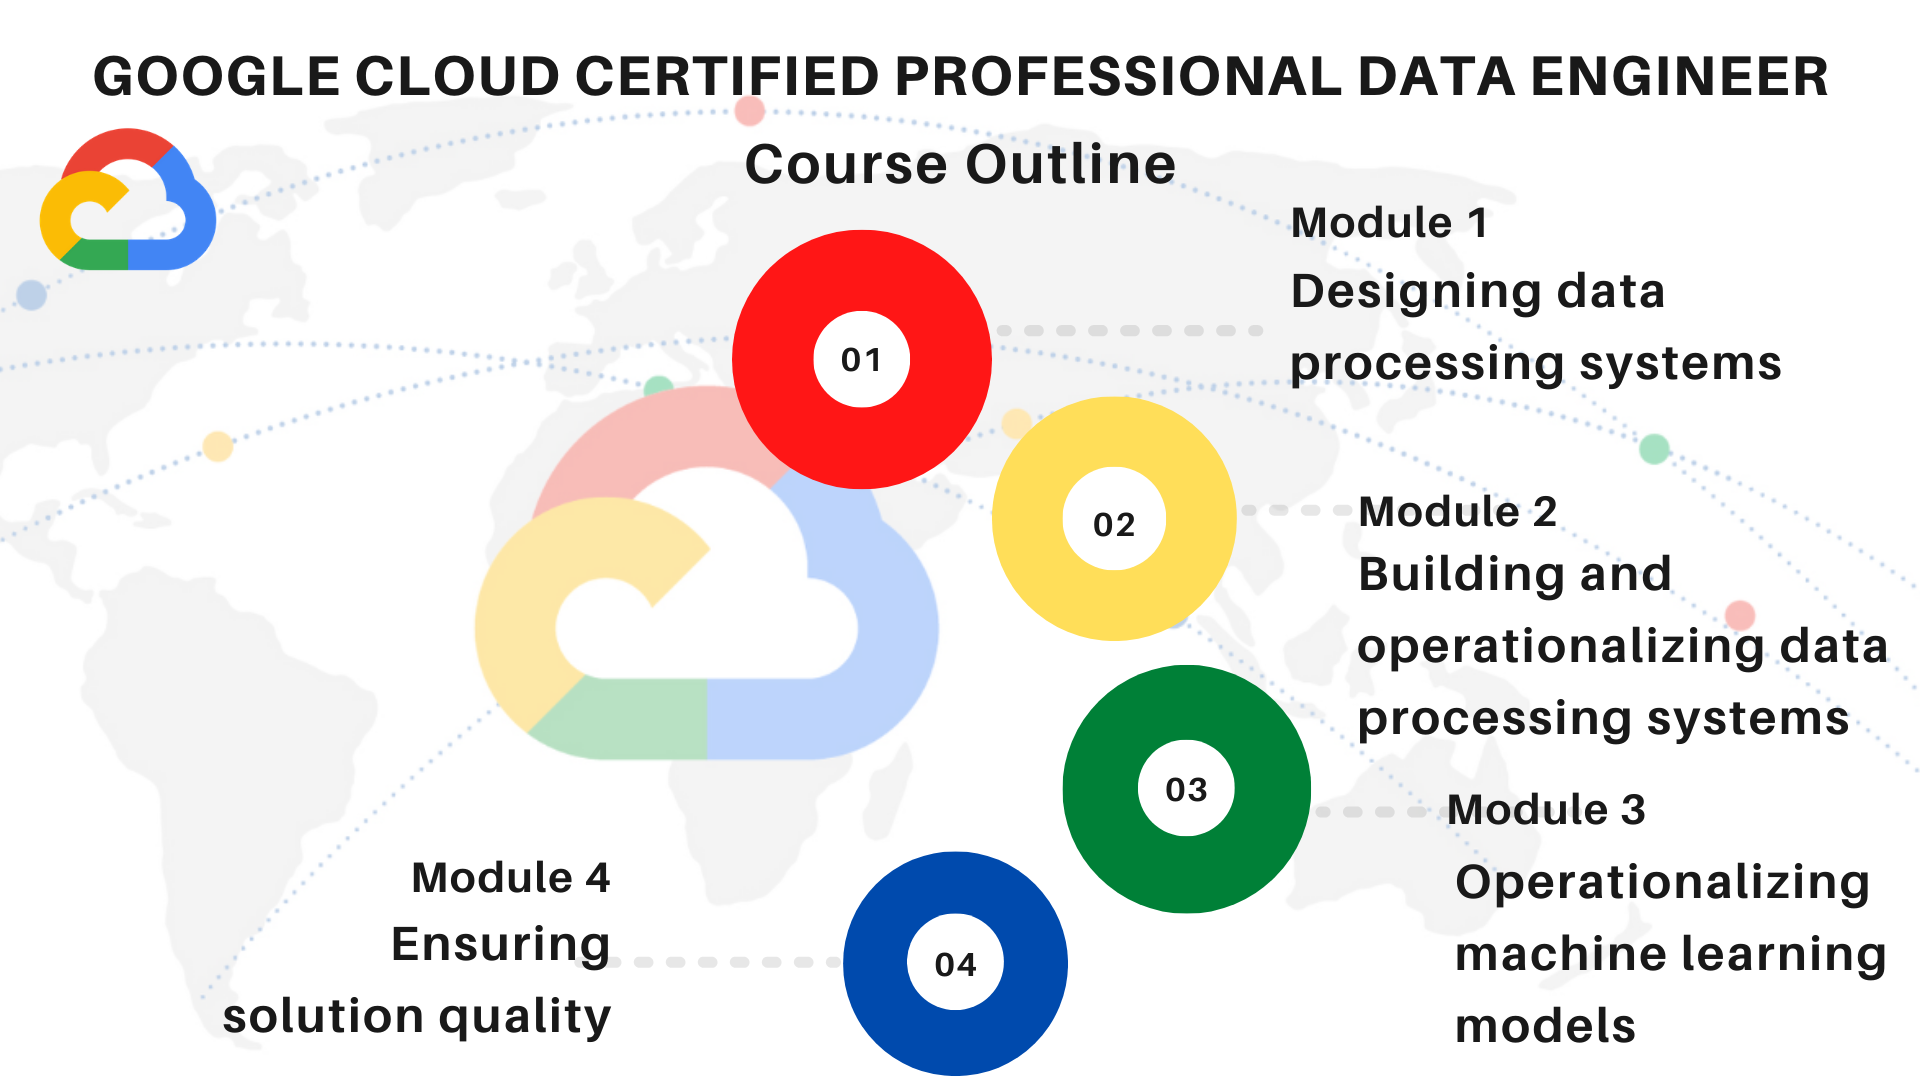 GOOGLE CLOUD CERTIFIED PROFESSIONAL DATA ENGINEER
Course Outline
01
Module 1
Designing data
processing systems
02
Module 2
Building and
operationalizing data
processing systems
03
Module 3
Operationalizing
machine learning
models
04
Module 4
Ensuring
solution quality